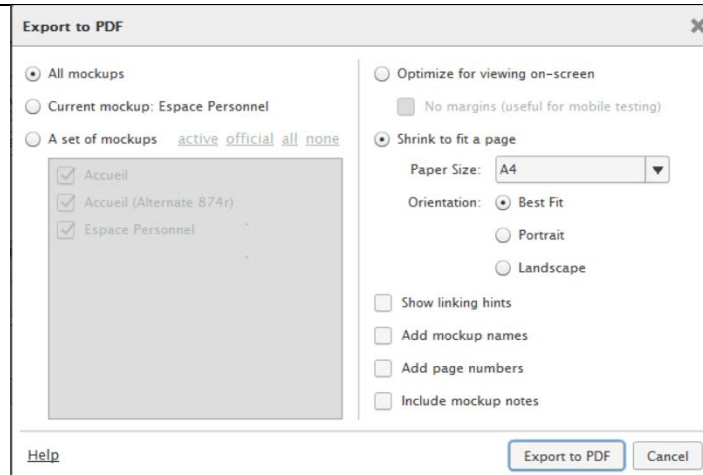 Export to PDF
All mockups
Current mockup: Espace Personnel
A set of mockups active official all none
Accueil
Accueil (Alternate 874r)
Espace Personnel
Optimize for viewing on-screen
No margins (useful for mobile testing)
Shrink to fit a page
Paper Size: A4
Orientation: Best Fit
Portrait
Landscape
Show linking hints
Add mockup names
Add page numbers
Include mockup notes
Help
Export to PDF
Cancel